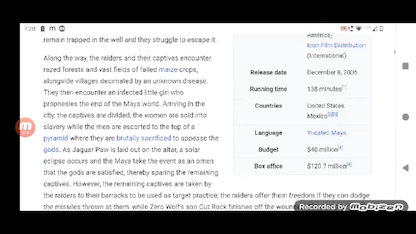 7:28
remain trapped in the well and they struggle to escape it.
Along the way, the raiders and their captives encounter
razed forests and vast fields of failed maize crops,
alongside villages decimated by an unknown disease.
They then encounter an infected little girl who
prophesies the end of the Maya world. Arriving in the
city, the captives are divided, the women are sold into
slavery while the men are escorted to the top of a
pyramid where they are brutally sacrificed to appease the
gods. As Jaguar Paw is laid out on the altar, a solar
eclipse occurs and the Maya take the event as an omen
that the gods are satisfied, thereby sparing the remaining
captives. However, the remaining captives are taken by
the raiders to their barracks to be used as target practice; the raiders offer them freedom if they can dodge
the missiles thrown at them; while Zero Wolf's son Cut Rock finishes off the
America)
Icon Film Distribution
(International)
Release date December 8, 2006
Running time 138 minutes
Countries United States
Mexico
Language Yucatec Maya
Budget $40 million
Box office $120.7 million
Recorded by
Mobizen